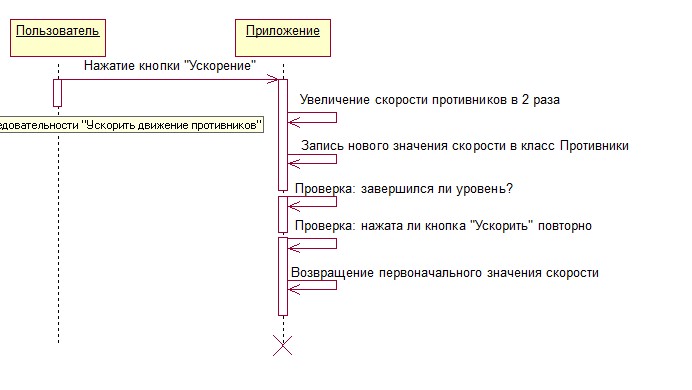 Пользователь
Приложение
Нажатие кнопки "Ускорение"
Увеличение скорости противников в 2 раза
едовательности "Ускорить движение противников"
Запись нового значения скорости в класс Противники
Проверка: завершился ли уровень?
Проверка: нажата ли кнопка "Ускорить" повторно
Возвращение первоначального значения скорости